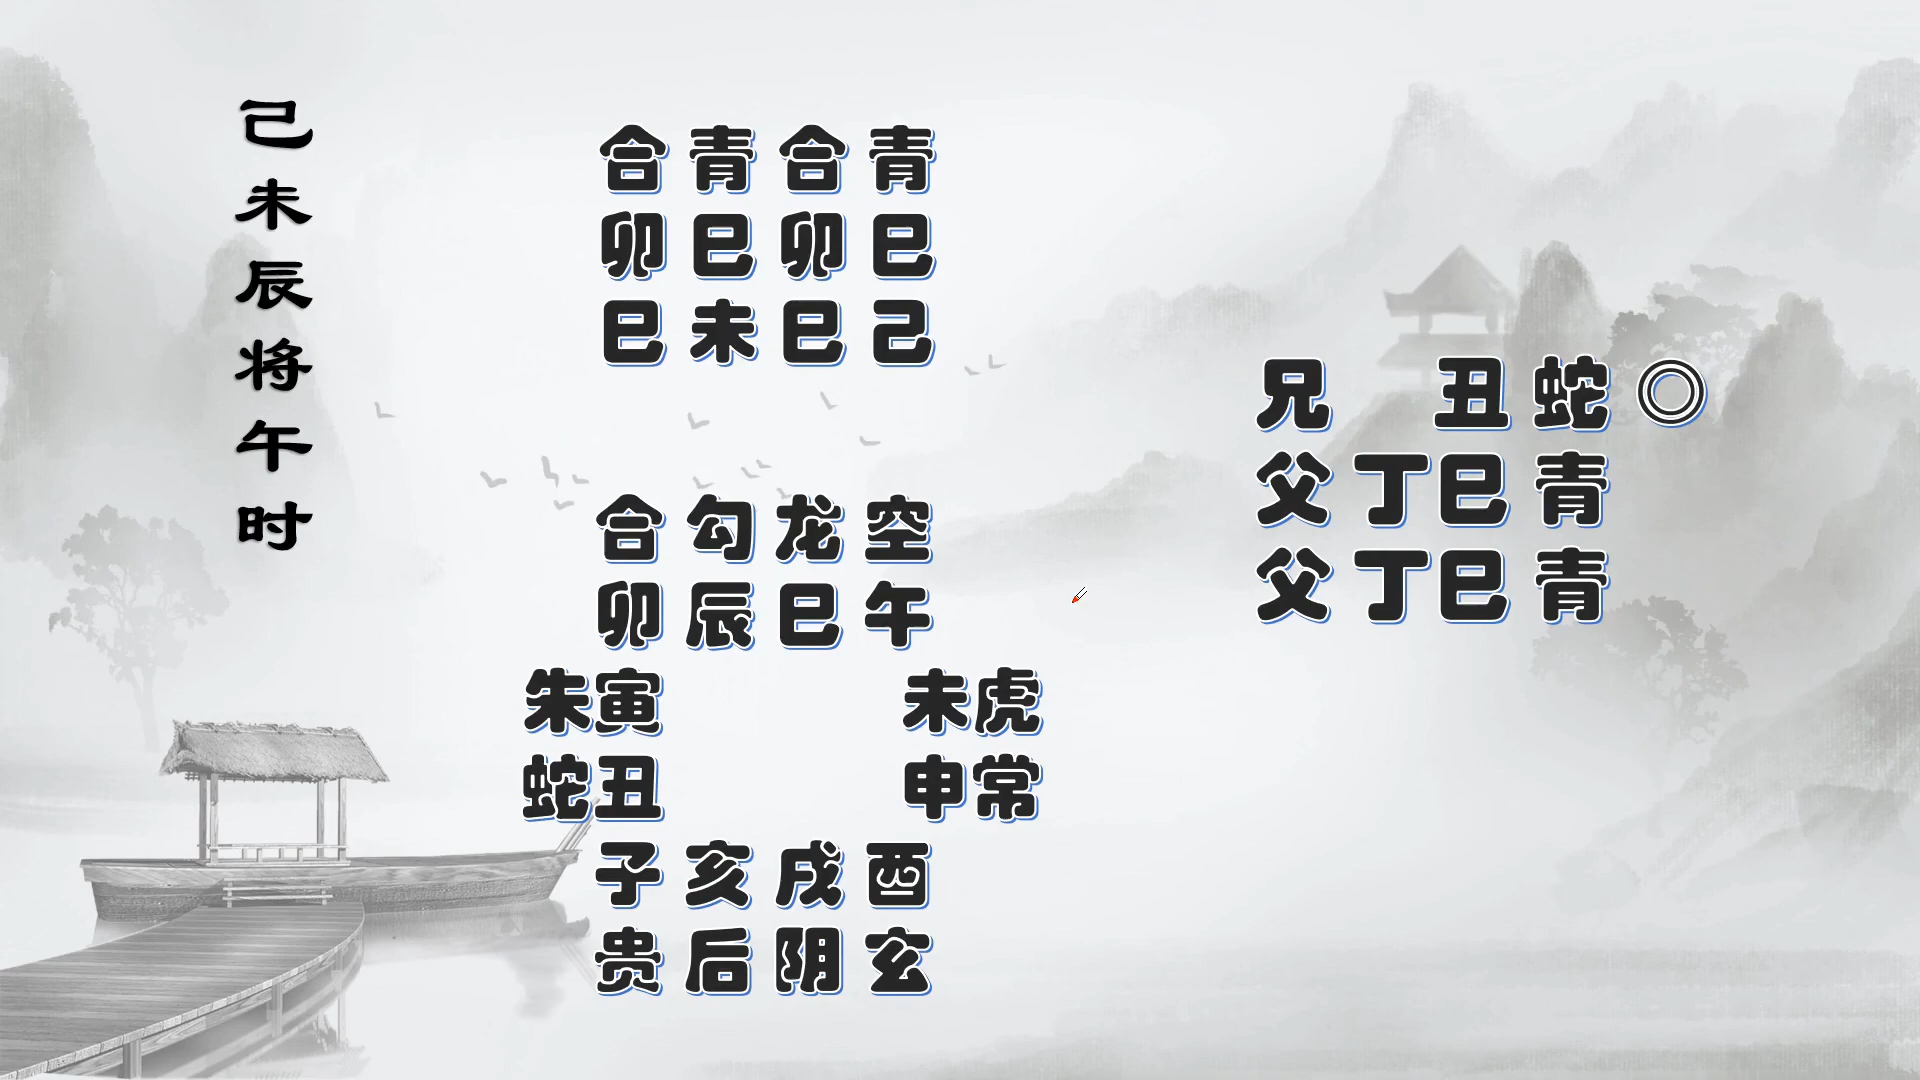 己未辰将午时
合青合青
卯巳卯巳
巳未巳己
合勾龙空
卯辰巳午
朱寅 未虎
蛇丑 申常
子亥戌酉
贵后阴玄
兄 丑蛇◎
父丁巳青
父丁巳青